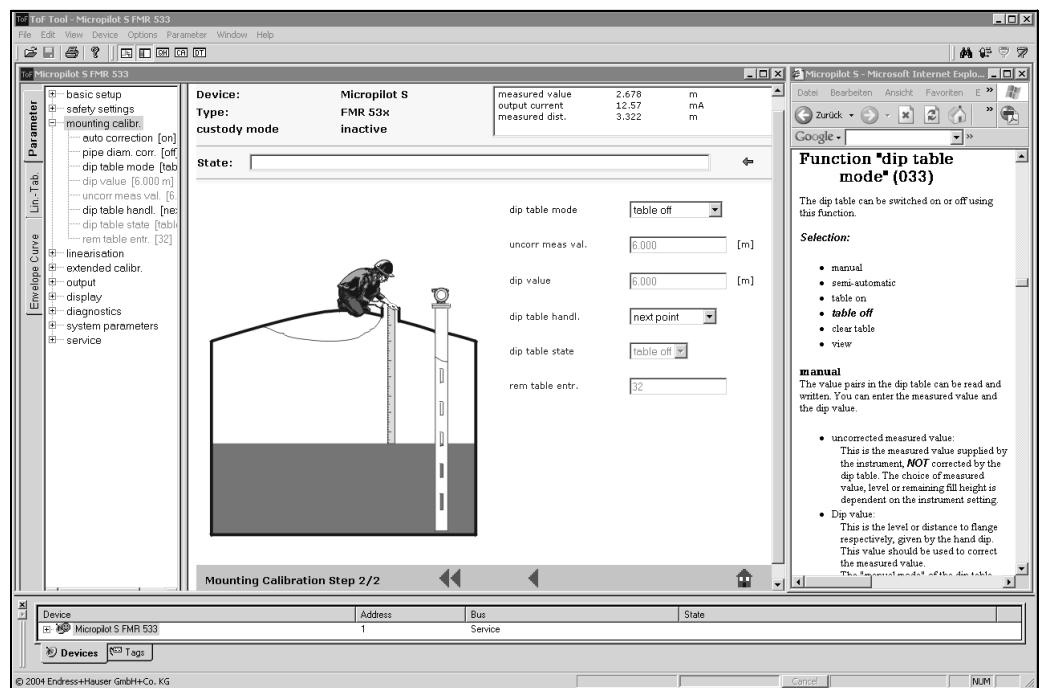 ToF Tool - Micropilot S FMR 533
File Edit View Device Options Parameter Window Help
Micropilot S FMR 533
Parameter
Lin.-Tab.
Envelope Curve
basic setup
safety settings
mounting calibr.
auto correction [on]
pipe diam. corr. [off
dip table mode [tab
dip value [6.000 m]
uncorr meas val. [6.
dip table handl. [ne
dip table state [table
rem table entr. [32]
linearisation
extended calibr.
output
display
diagnostics
system parameters
service
Device: Micropilot S
Type: FMR 53x
custody mode inactive
measured value 2.678 m
output current 12.57 mA
measured dist. 3.322 m
State:
dip table mode table off
uncorr meas val. 6.000 [m]
dip value 6.000 [m]
dip table handl. next point
dip table state table off
rem table entr. 32
Mounting Calibration Step 2/2
Micropilot S - Microsoft Internet Explo...
Datei Bearbeiten Ansicht Favoriten E »
Zurück »
Google »
Function "dip table
mode" (033)
The dip table can be switched on or off using
this function.
Selection:
• manual
• semi-automatic
• table on
• table off
• clear table
• view
manual
The value pairs in the dip table can be read and
written. You can enter the measured value and
the dip value.
• uncorrected measured value:
This is the measured value supplied by
the instrument, NOT corrected by the
dip table. The choice of measured
value, level or remaining fill height is
dependent on the instrument setting.
• Dip value:
This is the level or distance to flange
respectively, given by the hand dip.
This value should be used to correct
the measured value.
The "manual mode" of the dip table
Device Address Bus State
Micropilot S FMR 533 1 Service
Devices Tags
© 2004 Endress+Hauser GmbH+Co. KG Cancel NUM